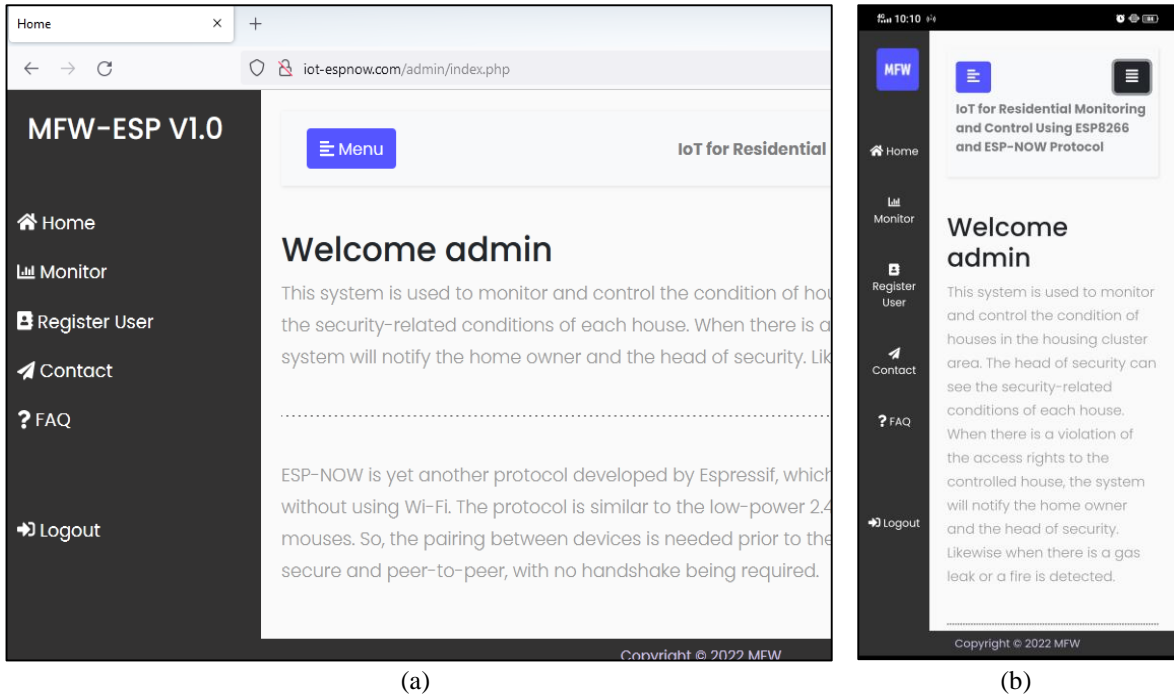 Home
iot-espnow.com/admin/index.php
MFW-ESP V1.0
Home
Monitor
Register User
Contact
FAQ
Logout
Menu
IoT for Residential
Welcome admin
This system is used to monitor and control the condition of hou
the security-related conditions of each house. When there is a
system will notify the home owner and the head of security. Lik
ESP-NOW is yet another protocol developed by Espressif, which
without using Wi-Fi. The protocol is similar to the low-power 2.4
mouses. So, the pairing between devices is needed prior to the
secure and peer-to-peer, with no handshake being required.
Copyright © 2022 MFW
(a)
10:10
MFW
Home
Monitor
Register
User
Contact
FAQ
Logout
IoT for Residential Monitoring
and Control Using ESP8266
and ESP-NOW Protocol
Welcome
admin
This system is used to monitor
and control the condition of
houses in the housing cluster
area. The head of security can
see the security-related
conditions of each house.
When there is a violation of
the access rights to the
controlled house, the system
will notify the home owner
and the head of security.
Likewise when there is a gas
leak or a fire is detected.
Copyright © 2022 MFW
(b)